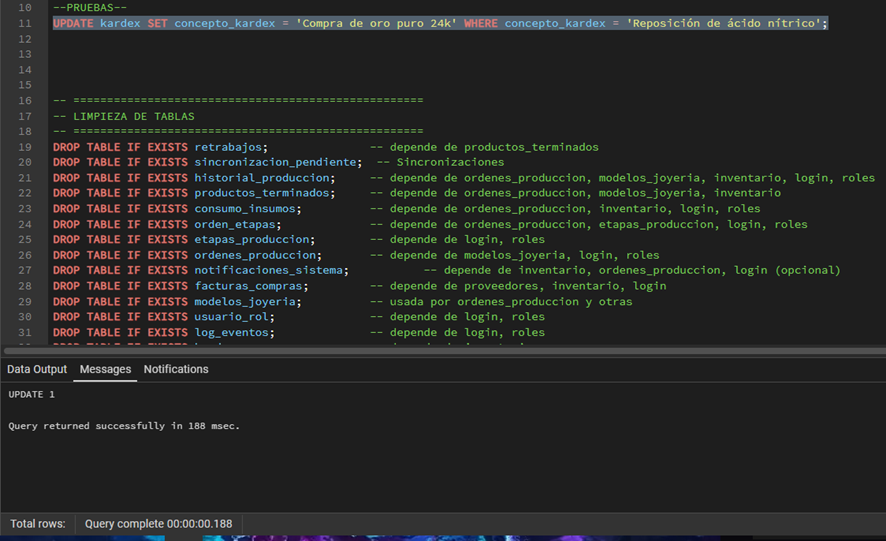 10 --PRUEBAS--
11 UPDATE kardex SET concepto_kardex = 'Compra de oro puro 24k' WHERE concepto_kardex = 'Reposición de ácido nítrico';
12
13
14
15
16 -- ====================================================
17 -- LIMPIEZA DE TABLAS
18 -- ====================================================
19 DROP TABLE IF EXISTS retrabajos; -- depende de productos_terminados
20 DROP TABLE IF EXISTS sincronizacion_pendiente; -- Sincronizaciones
21 DROP TABLE IF EXISTS historial_produccion; -- depende de ordenes_produccion, modelos_joyeria, inventario, login, roles
22 DROP TABLE IF EXISTS productos_terminados; -- depende de ordenes_produccion, modelos_joyeria, inventario
23 DROP TABLE IF EXISTS consumo_insumos; -- depende de ordenes_produccion, inventario, login, roles
24 DROP TABLE IF EXISTS orden_etapas; -- depende de ordenes_produccion, etapas_produccion, login, roles
25 DROP TABLE IF EXISTS etapas_produccion; -- depende de login, roles
26 DROP TABLE IF EXISTS ordenes_produccion; -- depende de modelos_joyeria, login, roles
27 DROP TABLE IF EXISTS notificaciones_sistema; -- depende de inventario, ordenes_produccion, login (opcional)
28 DROP TABLE IF EXISTS facturas_compras; -- depende de proveedores, inventario, login
29 DROP TABLE IF EXISTS modelos_joyeria; -- usada por ordenes_produccion y otras
30 DROP TABLE IF EXISTS usuario_rol; -- depende de login, roles
31 DROP TABLE IF EXISTS log_eventos; -- depende de login, roles
Data Output Messages Notifications
UPDATE 1
Query returned successfully in 188 msec.
Total rows: Query complete 00:00:00.188